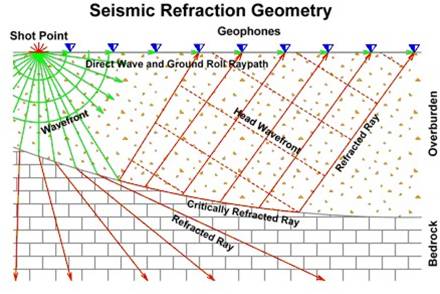 Seismic Refraction Geometry
Shot Point
Geophones
Direct Wave and Ground Roll Raypath
Wavefront
Head Wavefront
Refracted Ray
Overburden
Critically Refracted Ray
Refracted Ray
Bedrock